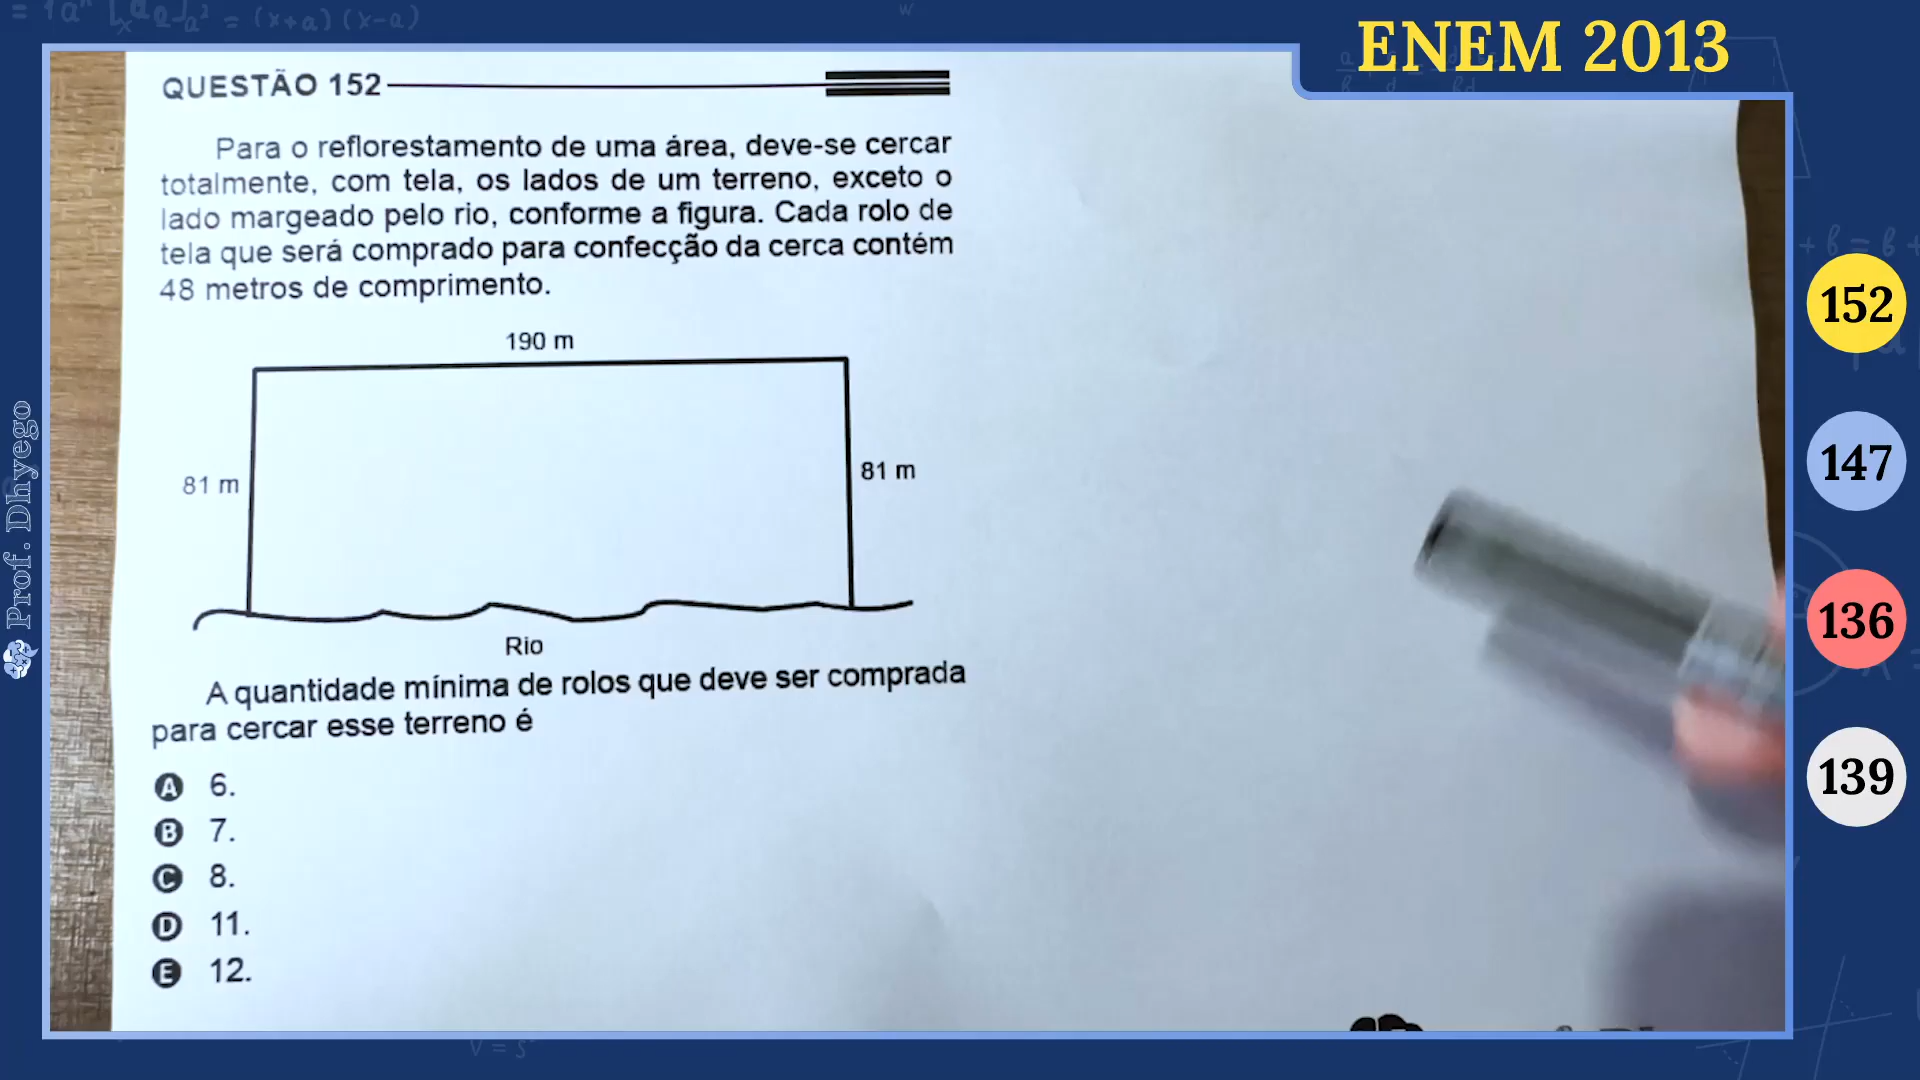 ENEM 2013
QUESTÃO 152
Para o reflorestamento de uma área, deve-se cercar
totalmente, com tela, os lados de um terreno, exceto o
lado margeado pelo rio, conforme a figura. Cada rolo de
tela que será comprado para confecção da cerca contém
48 metros de comprimento.
190 m
81 m
81 m
Rio
A quantidade mínima de rolos que deve ser comprada
para cercar esse terreno é
A 6.
B 7.
C 8.
D 11.
E 12.
152
147
136
139
Prof. Dhyego
= (x+a) (x-a)